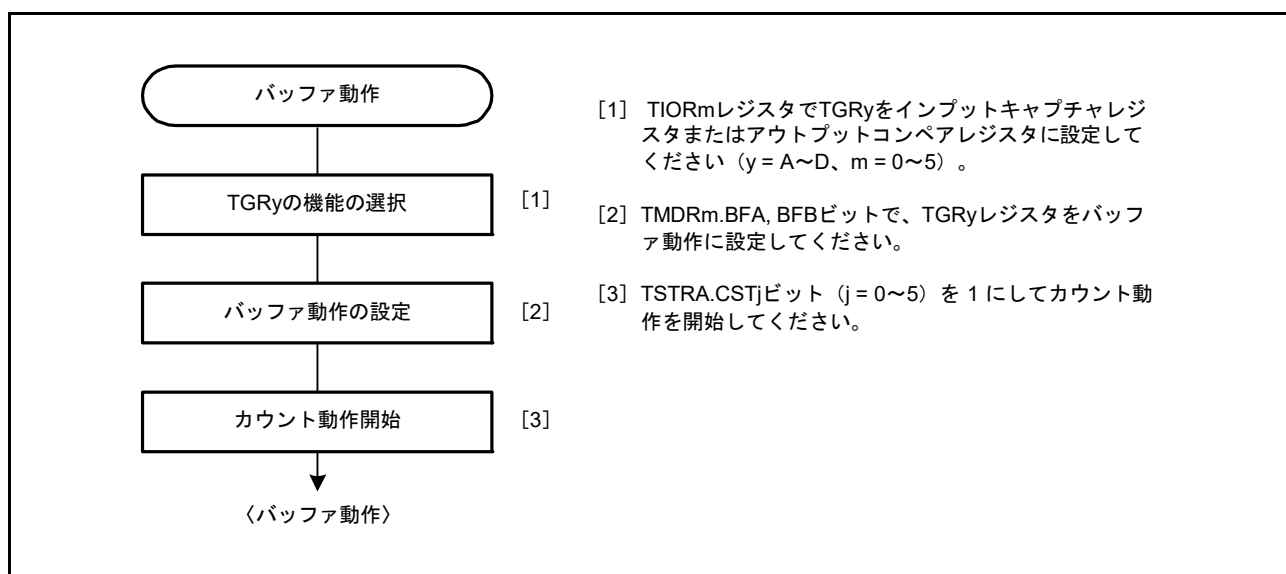 バッファ動作
TGRyの機能の選択 ［1］
バッファ動作の設定 ［2］
カウント動作開始 ［3］
〈バッファ動作〉
［1］ TIORmレジスタでTGRyをインプットキャプチャレジ
スタまたはアウトプットコンペアレジスタに設定して
ください（y = A～D、m = 0～5）。
［2］ TMDRm.BFA, BFBビットで、TGRyレジスタをバッフ
ァ動作に設定してください。
［3］ TSTRA.CSTjビット（j = 0～5）を 1 にしてカウント動
作を開始してください。